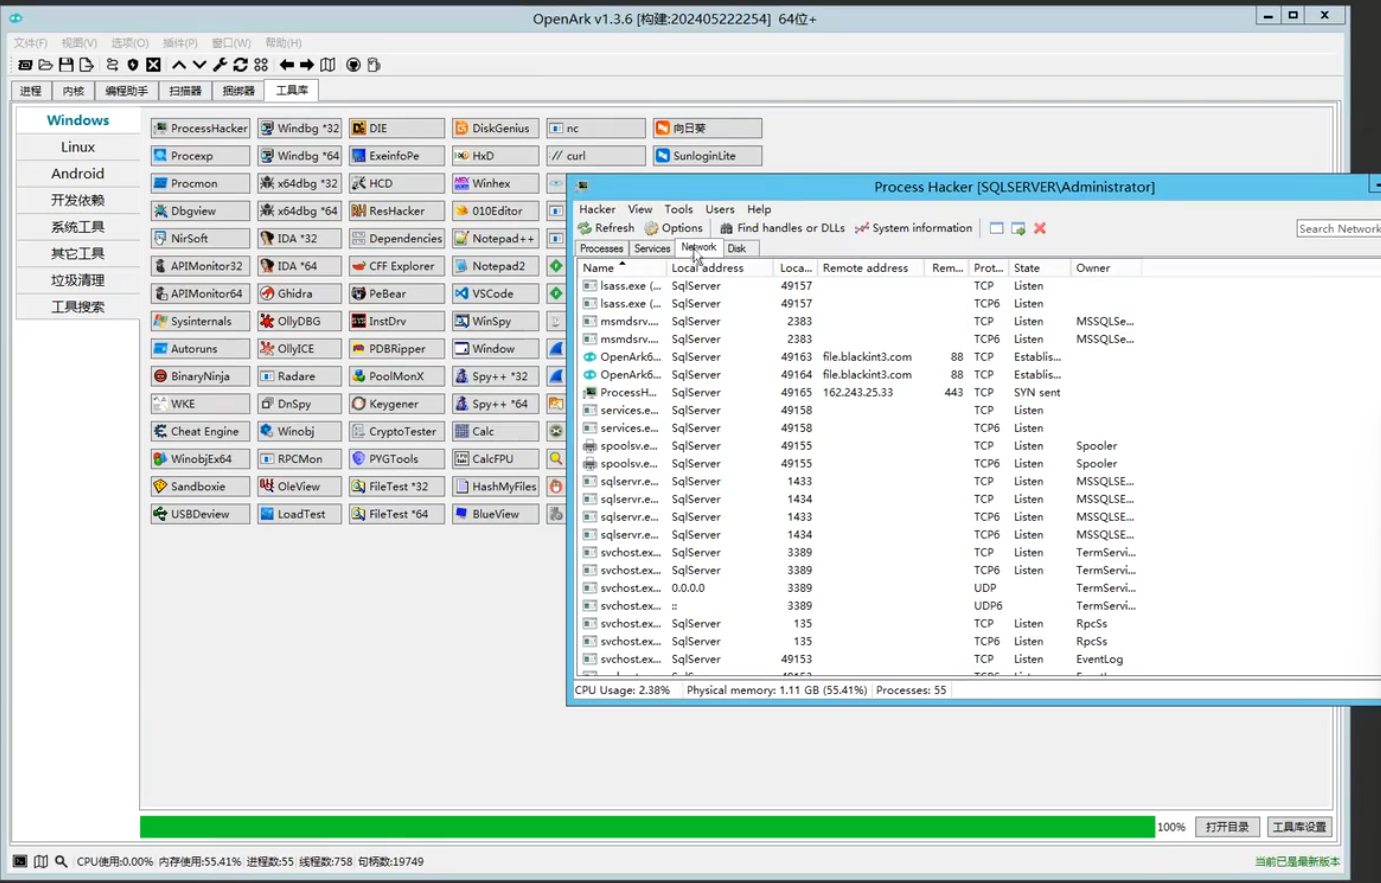 OpenArk v1.3.6 [构建:202405222254] 64位+
文件(F) 视图(V) 选项(O) 插件(P) 窗口(W) 帮助(H)
进程 内核 编程助手 扫描器 捆绑器 工具库
Windows
Linux
Android
开发依赖
系统工具
其它工具
垃圾清理
工具搜索
ProcessHacker Windbg *32 DIE DiskGenius nc 向日葵
Procexp Windbg *64 ExeinfoPe HxD curl SunloginLite
Procmon x64dbg *32 HCD Winhex
Dbgview x64dbg *64 ResHacker 010Editor
NirSoft IDA *32 Dependencies Notepad++
APIMonitor32 IDA *64 CFF Explorer Notepad2
APIMonitor64 Ghidra PeBear VSCode
Sysinternals OllyDBG InstDrv WinSpy
Autoruns OllyICE PDBRipper Window
BinaryNinja Radare PoolMonX Spy++ *32
WKE DnSpy Keygener Spy++ *64
Cheat Engine Winobj CryptoTester Calc
WinobjEx64 RPCMon PYGTools CalcFPU
Sandboxie OleView FileTest *32 HashMyFiles
USBDeview LoadTest FileTest *64 BlueView
Process Hacker [SQLSERVER\Administrator]
Hacker View Tools Users Help
Refresh Options Find handles or DLLs System information Search Network
Processes Services Network Disk
Name Local address Loca... Remote address Rem... Prot... State Owner
lsass.exe (... SqlServer 49157 TCP Listen
lsass.exe (... SqlServer 49157 TCP6 Listen
msmdsrv.... SqlServer 2383 TCP Listen MSSQLSe...
msmdsrv.... SqlServer 2383 TCP6 Listen MSSQLSe...
OpenArk6... SqlServer 49163 file.blackint3.com 88 TCP Establis...
OpenArk6... SqlServer 49164 file.blackint3.com 88 TCP Establis...
ProcessH... SqlServer 49165 162.243.25.33 443 TCP SYN sent
services.e... SqlServer 49158 TCP Listen
services.e... SqlServer 49158 TCP6 Listen
spoolsv.e... SqlServer 49155 TCP Listen Spooler
spoolsv.e... SqlServer 49155 TCP6 Listen Spooler
sqlservr.e... SqlServer 1433 TCP Listen MSSQLSE...
sqlservr.e... SqlServer 1434 TCP Listen MSSQLSE...
sqlservr.e... SqlServer 1433 TCP6 Listen MSSQLSE...
sqlservr.e... SqlServer 1434 TCP6 Listen MSSQLSE...
svchost.ex... SqlServer 3389 TCP Listen TermServi...
svchost.ex... SqlServer 3389 TCP6 Listen TermServi...
svchost.ex... 0.0.0.0 3389 UDP TermServi...
svchost.ex... :: 3389 UDP6 TermServi...
svchost.ex... SqlServer 135 TCP Listen RpcSs
svchost.ex... SqlServer 135 TCP6 Listen RpcSs
svchost.ex... SqlServer 49153 TCP Listen EventLog
CPU Usage: 2.38% Physical memory: 1.11 GB (55.41%) Processes: 55
100% 打开目录 工具库设置
CPU使用:0.00% 内存使用:55.41% 进程数:55 线程数:758 句柄数:19749 当前已是最新版本